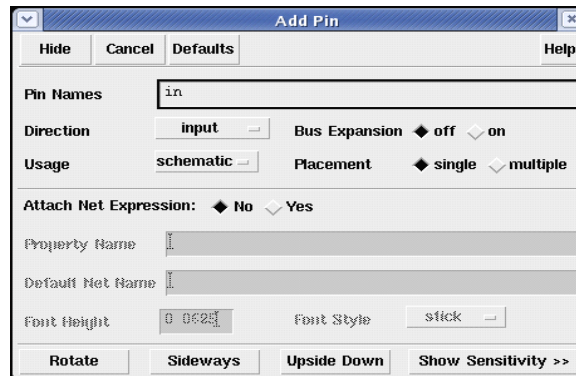 Add Pin
Hide Cancel Defaults Help
Pin Names in
Direction input Bus Expansion off on
Usage schematic Placement single multiple
Attach Net Expression: No Yes
Property Name
Default Net Name
Font Height 0.0625 Font Style stick
Rotate Sideways Upside Down Show Sensitivity >>